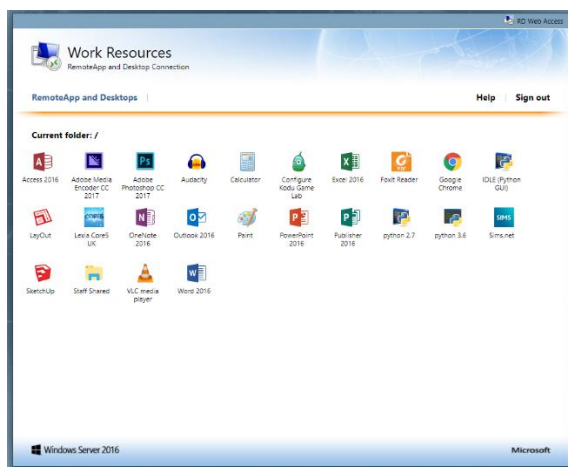 RD Web Access
Work Resources
RemoteApp and Desktop Connection
RemoteApp and Desktops
Help Sign out
Current folder: /
Access 2016
Adobe Media
Encoder CC
2017
Adobe
Photoshop CC
2017
Audacity
Calculator
Configure
Kodu Game
Lab
Excel 2016
Foxit Reader
Google
Chrome
IDLE (Python
GUI)
LayOut
Lexia Core5
UK
OneNote
2016
Outlook 2016
Paint
PowerPoint
2016
Publisher
2016
python 2.7
python 3.6
Sims.net
SketchUp
Staff Shared
VLC media
player
Word 2016
Windows Server 2016
Microsoft